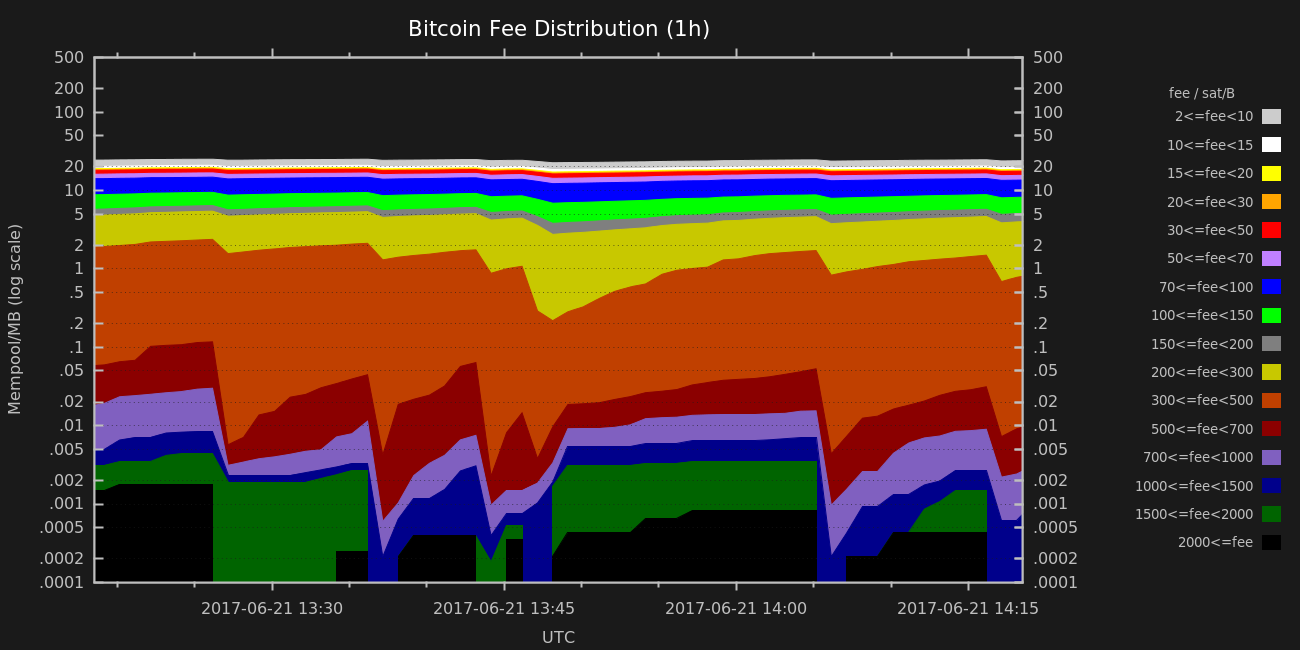 Bitcoin Fee Distribution (1h)
500 500
200 200
100 100
50 50
20 20
10 10
5 5
2 2
1 1
.5 .5
.2 .2
.1 .1
.05 .05
.02 .02
.01 .01
.005 .005
.002 .002
.001 .001
.0005 .0005
.0002 .0002
.0001 .0001
Mempool/MB (log scale)
2017-06-21 13:30 2017-06-21 13:45 2017-06-21 14:00 2017-06-21 14:15
UTC
fee / sat/B
2<=fee<10
10<=fee<15
15<=fee<20
20<=fee<30
30<=fee<50
50<=fee<70
70<=fee<100
100<=fee<150
150<=fee<200
200<=fee<300
300<=fee<500
500<=fee<700
700<=fee<1000
1000<=fee<1500
1500<=fee<2000
2000<=fee